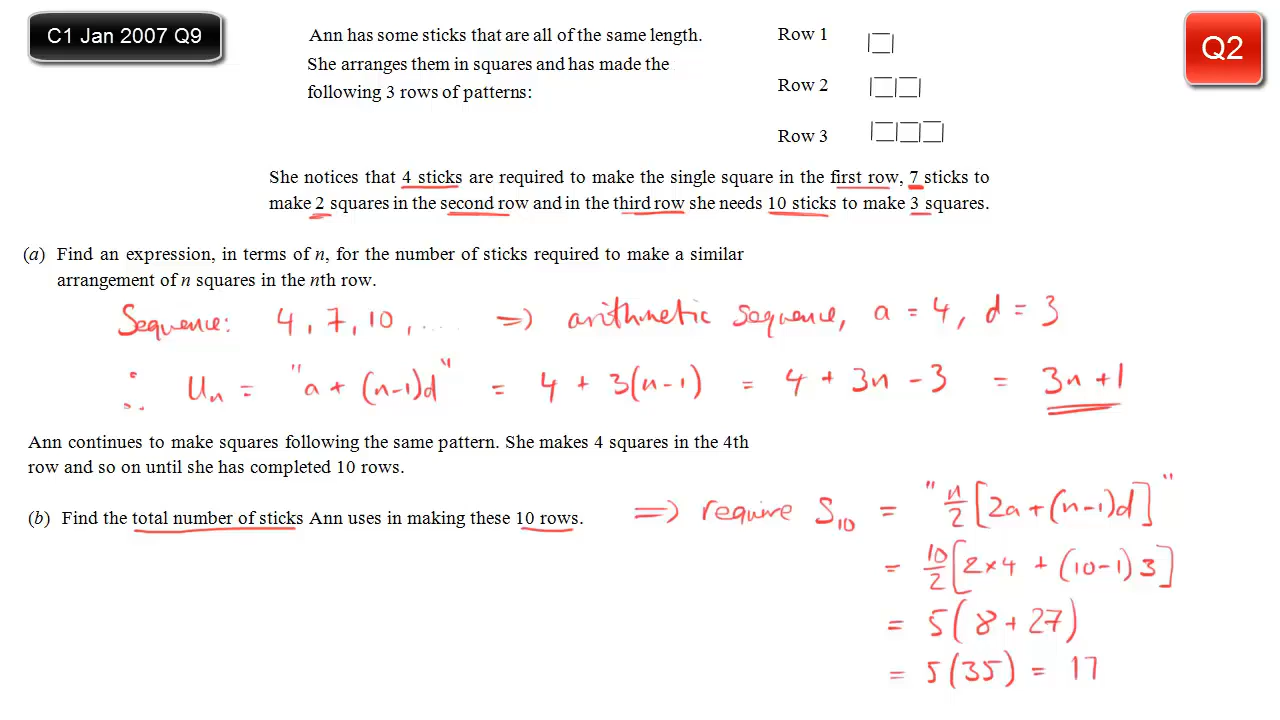 C1 Jan 2007 Q9
Q2
Ann has some sticks that are all of the same length.
She arranges them in squares and has made the
following 3 rows of patterns:
Row 1
Row 2
Row 3
She notices that 4 sticks are required to make the single square in the first row, 7 sticks to
make 2 squares in the second row and in the third row she needs 10 sticks to make 3 squares.
(a) Find an expression, in terms of n, for the number of sticks required to make a similar
arrangement of n squares in the nth row.
Sequence: 4, 7, 10, .... ⇒ arithmetic sequence, a = 4, d = 3
∴ Un = "a + (n-1)d" = 4 + 3(n-1) = 4 + 3n - 3 = 3n + 1
Ann continues to make squares following the same pattern. She makes 4 squares in the 4th
row and so on until she has completed 10 rows.
(b) Find the total number of sticks Ann uses in making these 10 rows.
⇒ require S10 = "n/2 [2a + (n-1)d]"
= 10/2 [2×4 + (10-1)3]
= 5(8 + 27)
= 5(35) = 17